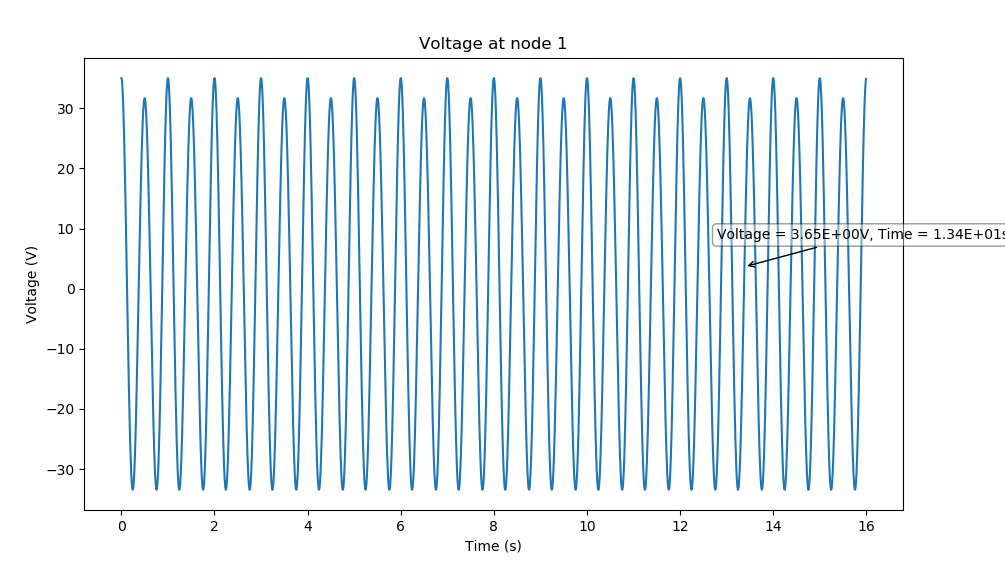 Voltage at node 1
Voltage (V)
30
20
10
0
−10
−20
−30
Voltage = 3.65E+00V, Time = 1.34E+01s
0 2 4 6 8 10 12 14 16
Time (s)